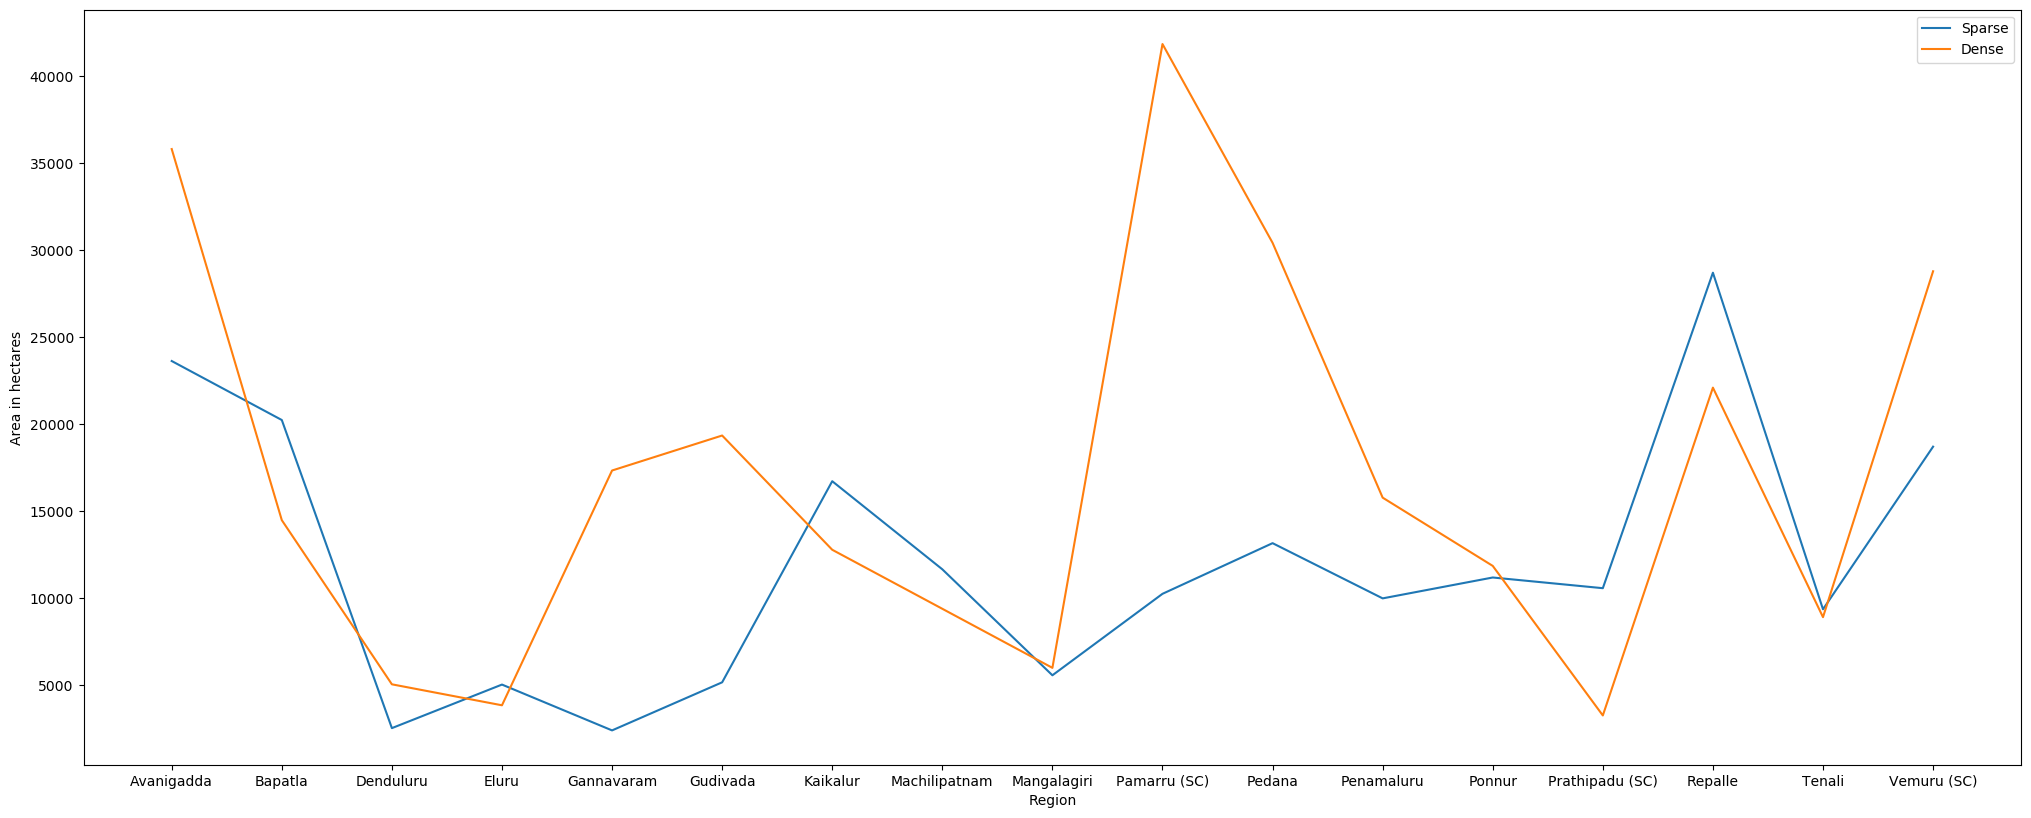 Sparse
Dense
40000
35000
30000
25000
20000
15000
10000
5000
Area in hectares
Avanigadda Bapatla Denduluru Eluru Gannavaram Gudivada Kaikalur Machilipatnam Mangalagiri Pamarru (SC) Pedana Penamaluru Ponnur Prathipadu (SC) Repalle Tenali Vemuru (SC)
Region